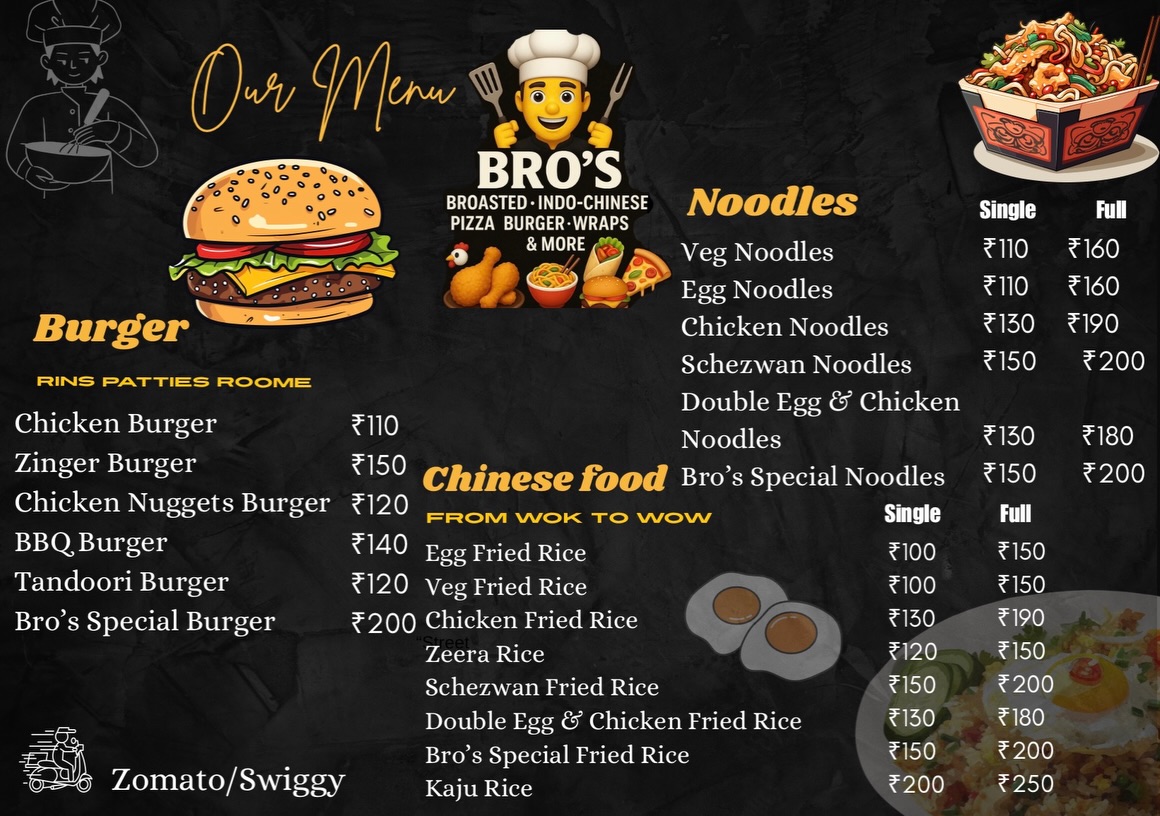 Our Menu
BRO'S
BROASTED · INDO-CHINESE
PIZZA BURGER · WRAPS
& MORE
Burger
RINS PATTIES ROOME
Chicken Burger ₹110
Zinger Burger ₹150
Chicken Nuggets Burger ₹120
BBQ Burger ₹140
Tandoori Burger ₹120
Bro's Special Burger ₹200
"Street
Zomato/Swiggy
Noodles
Single Full
Veg Noodles ₹110 ₹160
Egg Noodles ₹110 ₹160
Chicken Noodles ₹130 ₹190
Schezwan Noodles ₹150 ₹200
Double Egg & Chicken
Noodles ₹130 ₹180
Bro's Special Noodles ₹150 ₹200
Chinese food
FROM WOK TO WOW
Single Full
Egg Fried Rice ₹100 ₹150
Veg Fried Rice ₹100 ₹150
Chicken Fried Rice ₹130 ₹190
Zeera Rice ₹120 ₹150
Schezwan Fried Rice ₹150 ₹200
Double Egg & Chicken Fried Rice ₹130 ₹180
Bro's Special Fried Rice ₹150 ₹200
Kaju Rice ₹200 ₹250